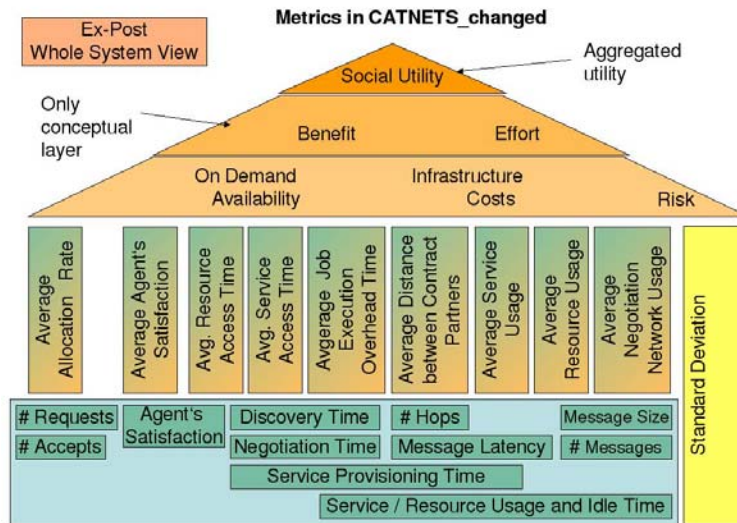 Metrics in CATNETS_changed
Ex-Post
Whole System View
Aggregated
utility
Social Utility
Only
conceptual
layer
Benefit
Effort
On Demand
Availability
Infrastructure
Costs
Risk
Average
Allocation Rate
Average Agent's
Satisfaction
Avg. Resource
Access Time
Avg. Service
Access Time
Avgerage Job
Execution
Overhead Time
Average Distance
between Contract
Partners
Average Service
Usage
Average
Resource Usage
Average
Negotiation
Network Usage
Standard Deviation
# Requests
# Accepts
Agent's
Satisfaction
Discovery Time
Negotiation Time
# Hops
Message Latency
Message Size
# Messages
Service Provisioning Time
Service / Resource Usage and Idle Time